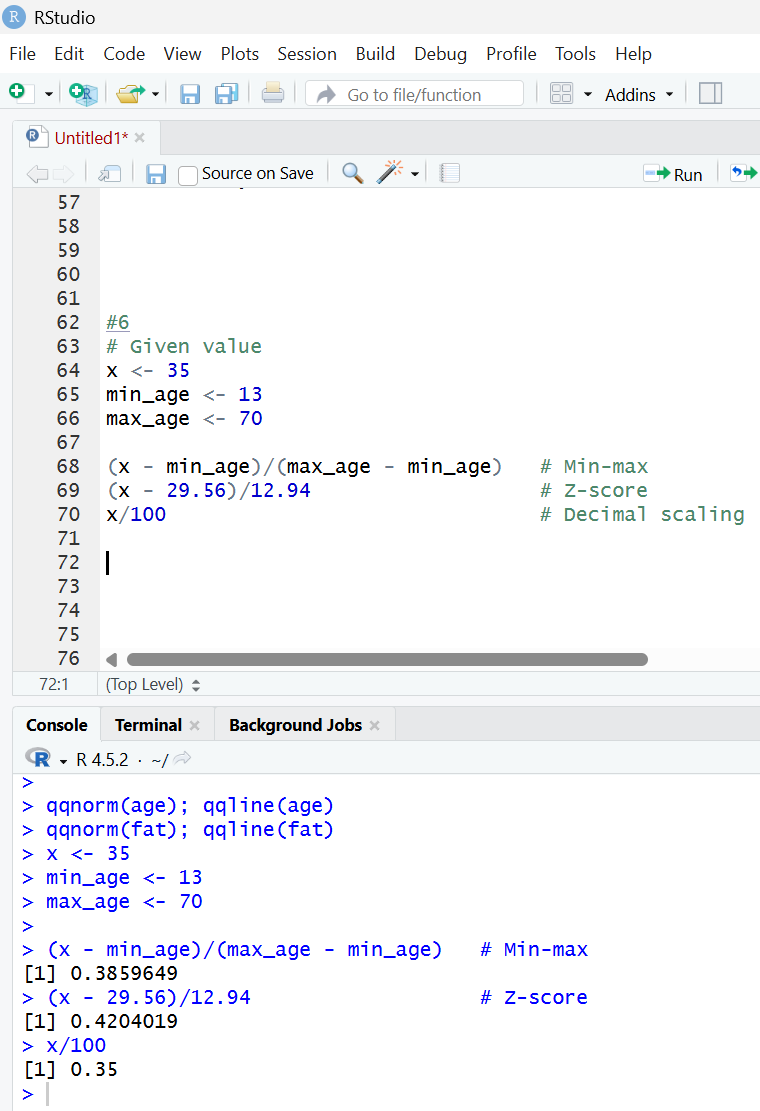 R RStudio
File Edit Code View Plots Session Build Debug Profile Tools Help
R Go to file/function Addins
R Untitled1*
Source on Save Run
57
58
59
60
61
62 #6
63 # Given value
64 x <- 35
65 min_age <- 13
66 max_age <- 70
67
68 (x - min_age)/(max_age - min_age) # Min-max
69 (x - 29.56)/12.94 # Z-score
70 x/100 # Decimal scaling
71
72
73
74
75
76
72:1 (Top Level)
Console Terminal Background Jobs
R R 4.5.2 · ~/
>
> qqnorm(age); qqline(age)
> qqnorm(fat); qqline(fat)
> x <- 35
> min_age <- 13
> max_age <- 70
>
> (x - min_age)/(max_age - min_age) # Min-max
[1] 0.3859649
> (x - 29.56)/12.94 # Z-score
[1] 0.4204019
> x/100
[1] 0.35
>